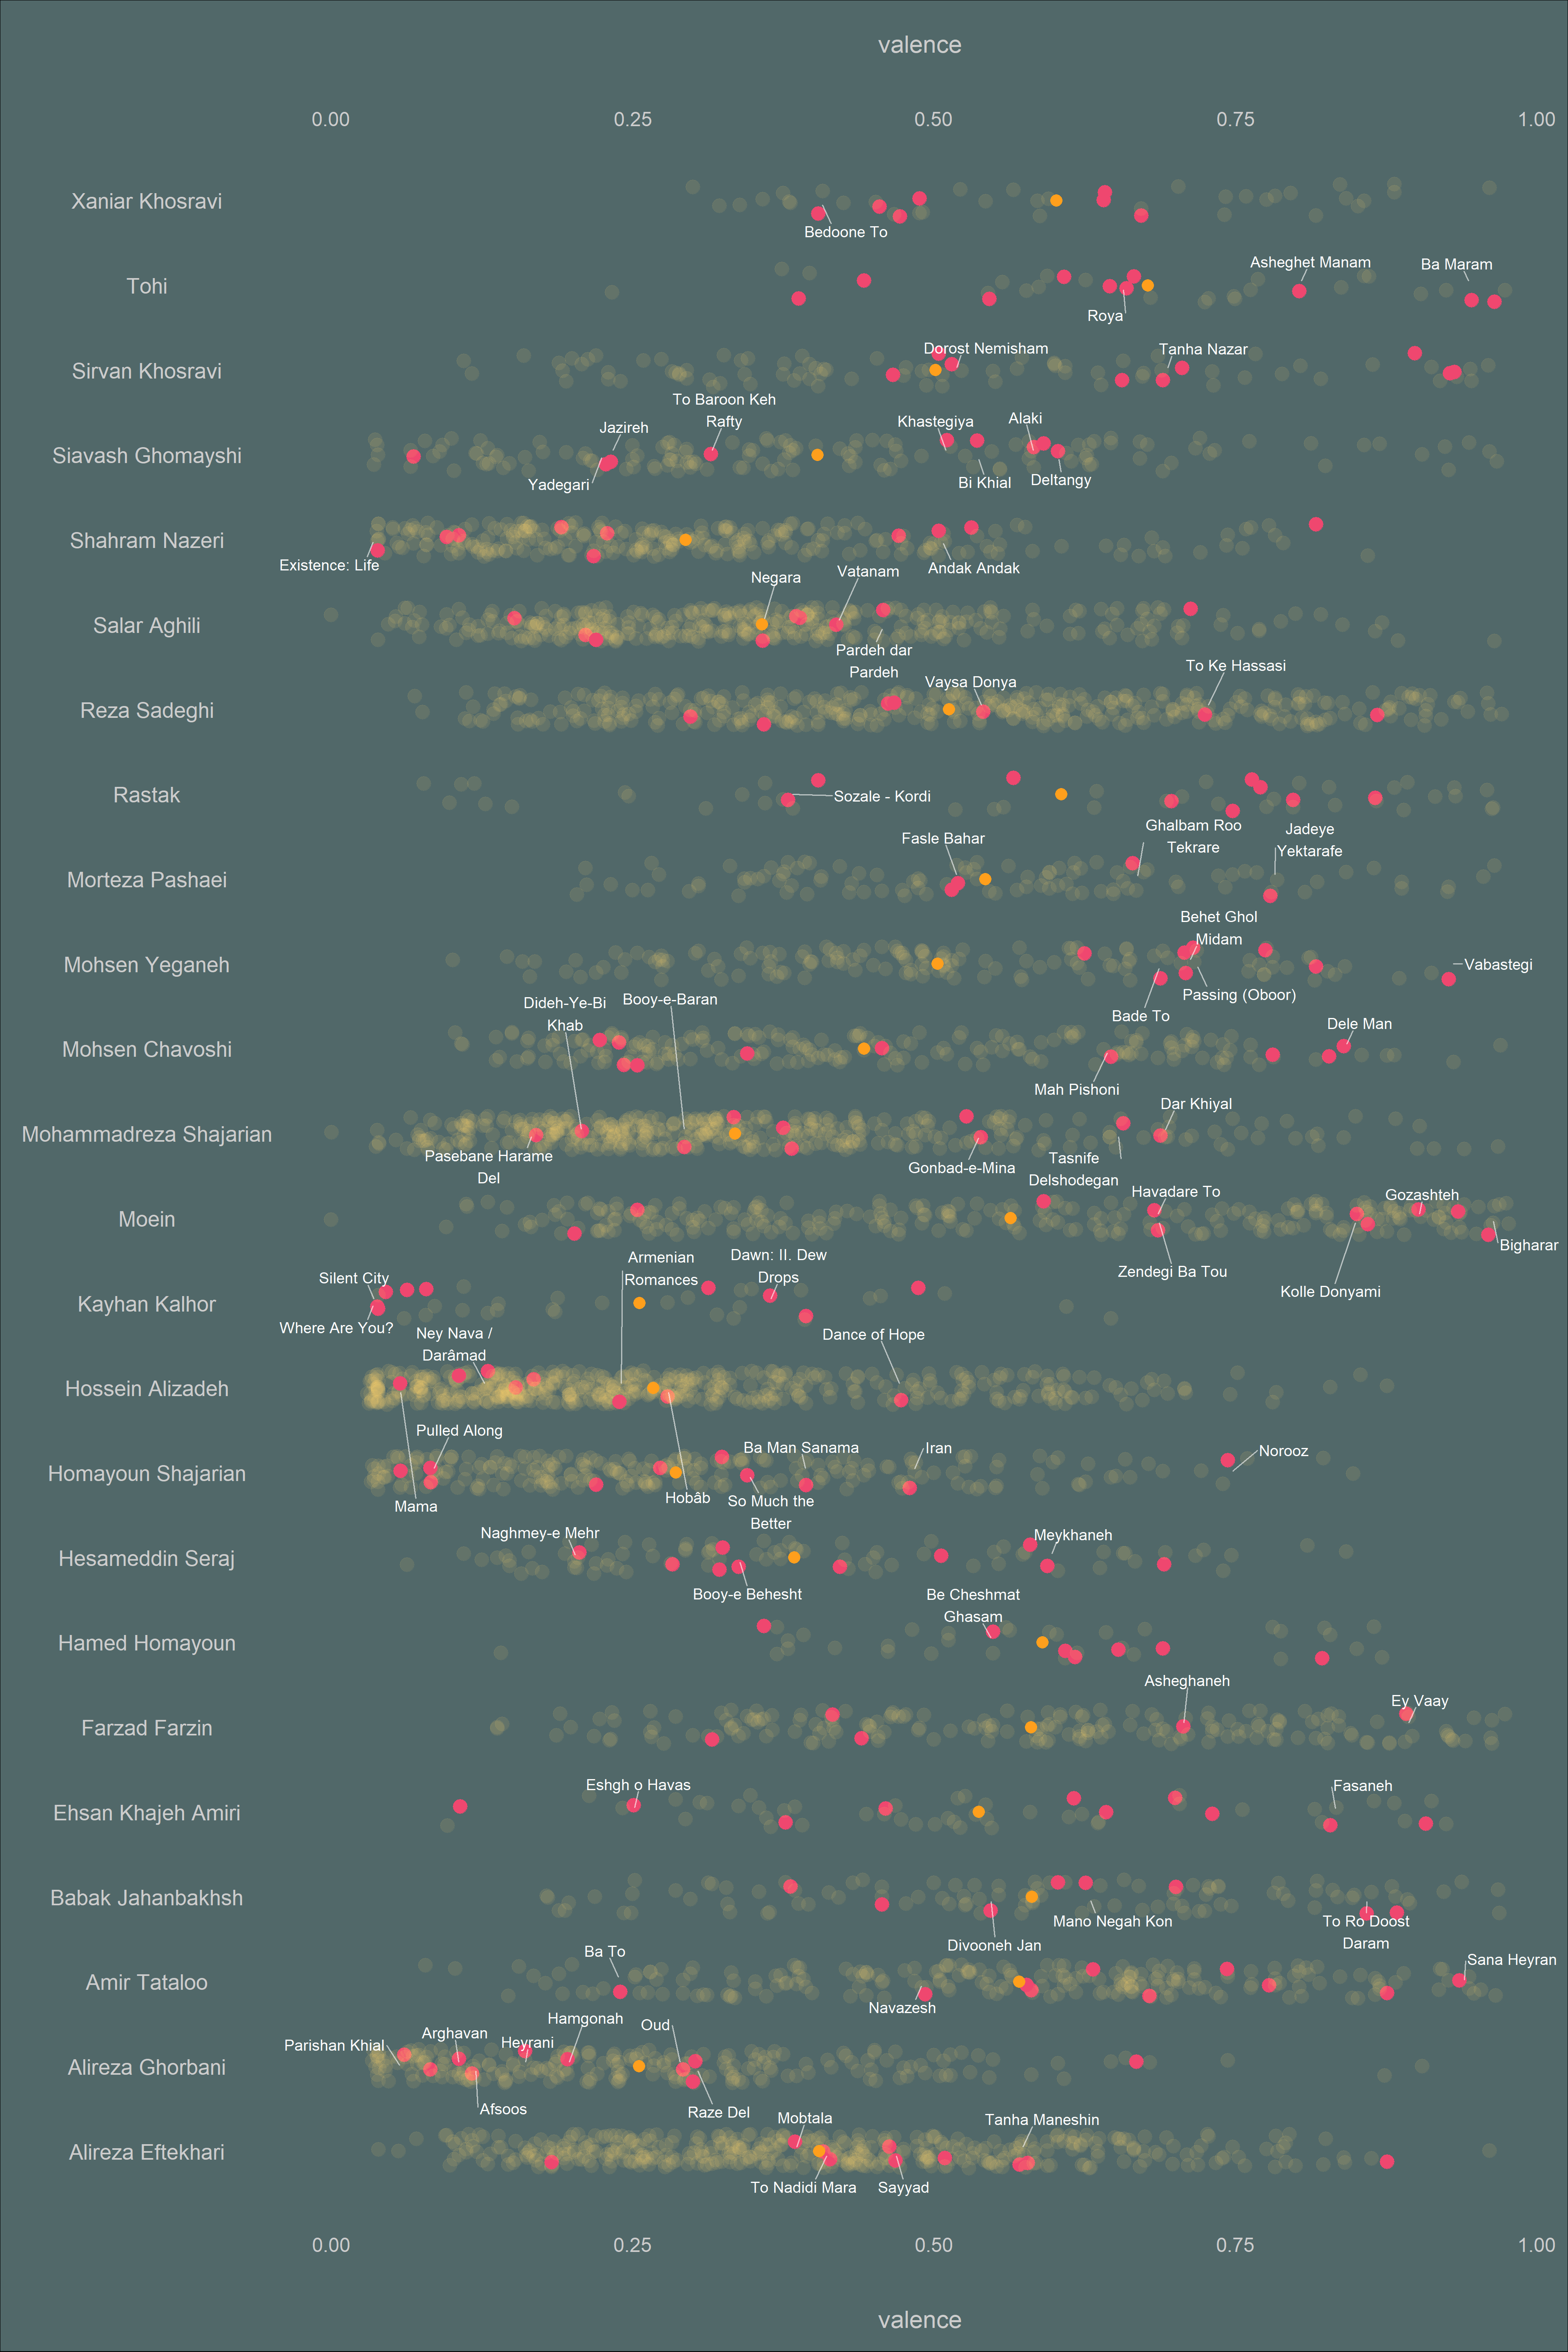 valence
0.00 0.25 0.50 0.75 1.00
Xaniar Khosravi
Bedoone To
Asheghet Manam
Ba Maram
Tohi
Roya
Dorost Nemisham
Tanha Nazar
Sirvan Khosravi
To Baroon Keh
Rafty
Jazireh
Khastegiya
Alaki
Siavash Ghomayshi
Yadegari
Bi Khial
Deltangy
Shahram Nazeri
Existence: Life
Andak Andak
Negara
Vatanam
Salar Aghili
Pardeh dar
Pardeh
To Ke Hassasi
Vaysa Donya
Reza Sadeghi
Rastak
Sozale - Kordi
Fasle Bahar
Ghalbam Roo
Tekrare
Jadeye
Yektarafe
Morteza Pashaei
Behet Ghol
Midam
Mohsen Yeganeh
Vabastegi
Passing (Oboor)
Bade To
Dideh-Ye-Bi
Khab
Booy-e-Baran
Dele Man
Mohsen Chavoshi
Mah Pishoni
Dar Khiyal
Mohammadreza Shajarian
Pasebane Harame
Del
Gonbad-e-Mina
Tasnife
Delshodegan
Havadare To
Gozashteh
Moein
Bigharar
Zendegi Ba Tou
Kolle Donyami
Armenian
Romances
Dawn: II. Dew
Drops
Silent City
Kayhan Kalhor
Where Are You?
Ney Nava /
Darâmad
Dance of Hope
Hossein Alizadeh
Pulled Along
Ba Man Sanama
Iran
Norooz
Homayoun Shajarian
Mama
Hobâb
So Much the
Better
Naghmey-e Mehr
Meykhaneh
Hesameddin Seraj
Booy-e Behesht
Be Cheshmat
Ghasam
Hamed Homayoun
Asheghaneh
Ey Vaay
Farzad Farzin
Eshgh o Havas
Fasaneh
Ehsan Khajeh Amiri
Babak Jahanbakhsh
Mano Negah Kon
To Ro Doost
Daram
Divooneh Jan
Ba To
Sana Heyran
Amir Tataloo
Navazesh
Hamgonah
Oud
Arghavan
Heyrani
Parishan Khial
Alireza Ghorbani
Afsoos
Raze Del
Mobtala
Tanha Maneshin
Alireza Eftekhari
To Nadidi Mara
Sayyad
0.00 0.25 0.50 0.75 1.00
valence